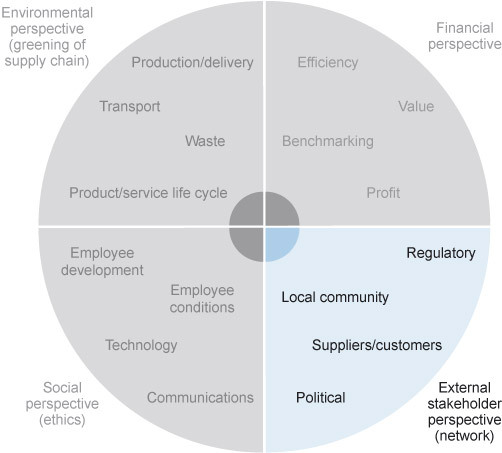 Environmental
perspective
(greening of
supply chain)
Production/delivery
Transport
Waste
Product/service life cycle
Financial
perspective
Efficiency
Value
Benchmarking
Profit
Employee
development
Employee
conditions
Technology
Communications
Social
perspective
(ethics)
Regulatory
Local community
Suppliers/customers
Political
External
stakeholder
perspective
(network)